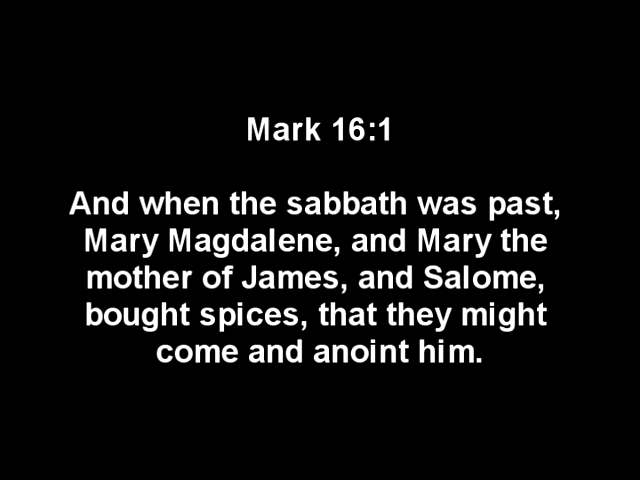 Mark 16:1
And when the sabbath was past,
Mary Magdalene, and Mary the
mother of James, and Salome,
bought spices, that they might
come and anoint him.